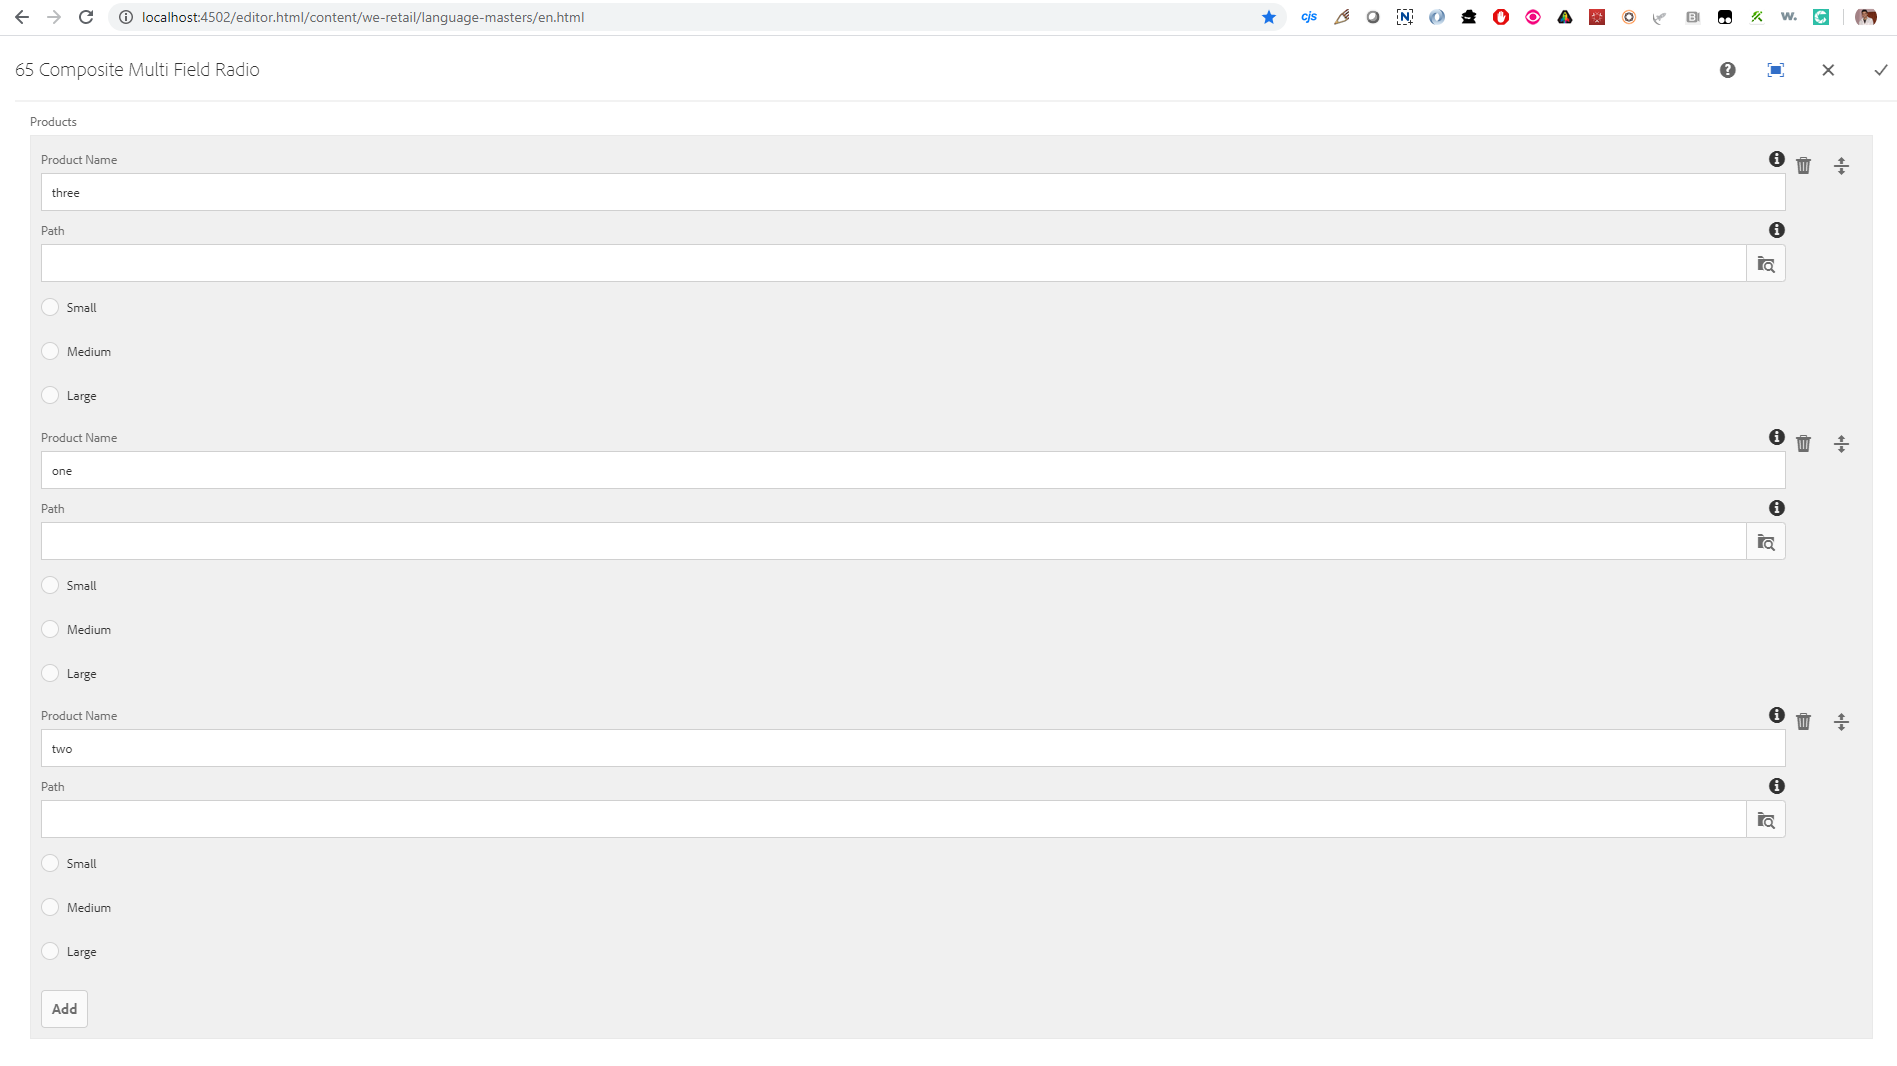 localhost:4502/editor.html/content/we-retail/language-masters/en.html
cjs
N
w.
65 Composite Multi Field Radio
Products
Product Name
three
Path
Small
Medium
Large
Product Name
one
Path
Small
Medium
Large
Product Name
two
Path
Small
Medium
Large
Add